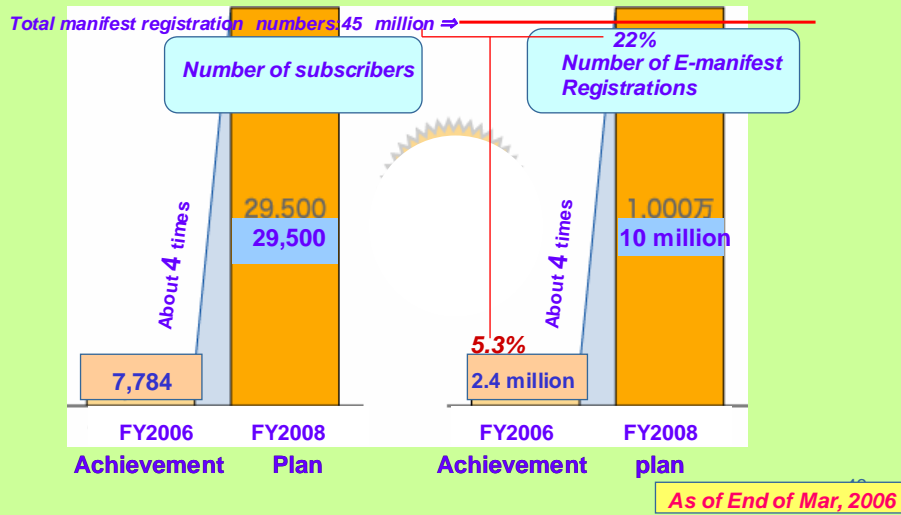 Total manifest registration numbers:45 million ⇒
22%
Number of subscribers
Number of E-manifest
Registrations
About 4 times
29,500
29,500
About 4 times
1,000万
10 million
5.3%
7,784
2.4 million
FY2006
FY2008
FY2006
FY2008
Achievement
Plan
Achievement
plan
As of End of Mar, 2006